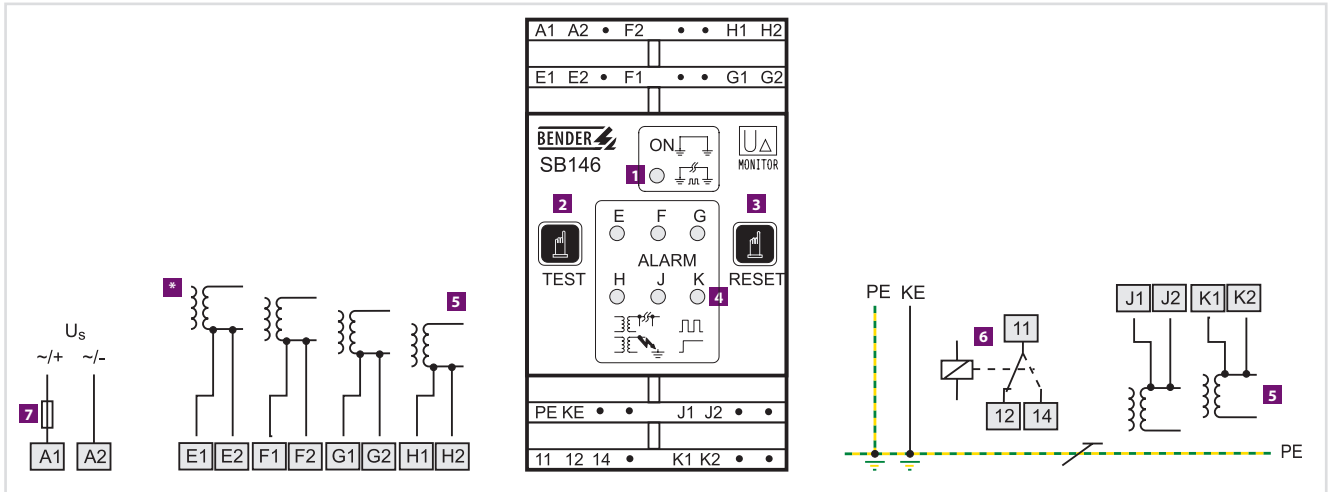 A1 A2 • F2 • • H1 H2
E1 E2 • F1 • • G1 G2
BENDER
SB146
ON
U
MONITOR
1
2
3
E F G
ALARM
TEST
RESET
H J K
4
PE KE • • J1 J2 • •
11 12 14 • K1 K2 • •
*
5
Us
~/+ ~/-
7
A1 A2 E1 E2 F1 F2 G1 G2 H1 H2
PE KE
6
11
12 14
J1 J2 K1 K2
5
PE